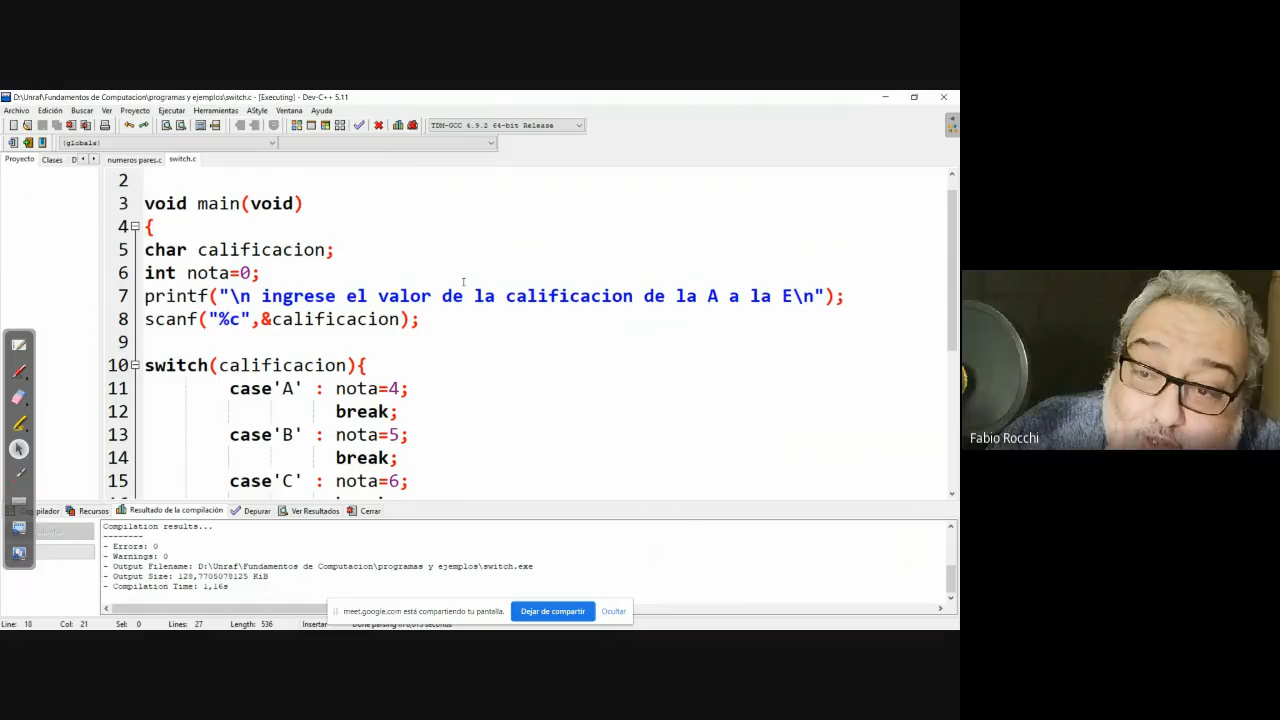 D:\Unraf\Fundamentos de Computacion\programas y ejemplos\switch.c - [Executing] - Dev-C++ 5.11
Archivo Edición Buscar Ver Proyecto Ejecutar Herramientas AStyle Ventana Ayuda
TDM-GCC 4.9.2 64-bit Release
(globals)
Proyecto Clases D numeros pares.c switch.c
2
3 void main(void)
4 {
5 char calificacion;
6 int nota=0;
7 printf("\n ingrese el valor de la calificacion de la A a la E\n");
8 scanf("%c",&calificacion);
9
10 switch(calificacion){
11 case'A' : nota=4;
12 break;
13 case'B' : nota=5;
14 break;
15 case'C' : nota=6;
Fabio Rocchi
Recursos Resultado de la compilación Depurar Ver Resultados Cerrar
Compilation results...
--------
- Errors: 0
- Warnings: 0
- Output Filename: D:\Unraf\Fundamentos de Computacion\programas y ejemplos\switch.exe
- Output Size: 128,7705078125 KiB
- Compilation Time: 1,16s
meet.google.com está compartiendo tu pantalla. Dejar de compartir Ocultar
Line: 18 Col: 21 Sel: 0 Lines: 27 Length: 536 Insertar